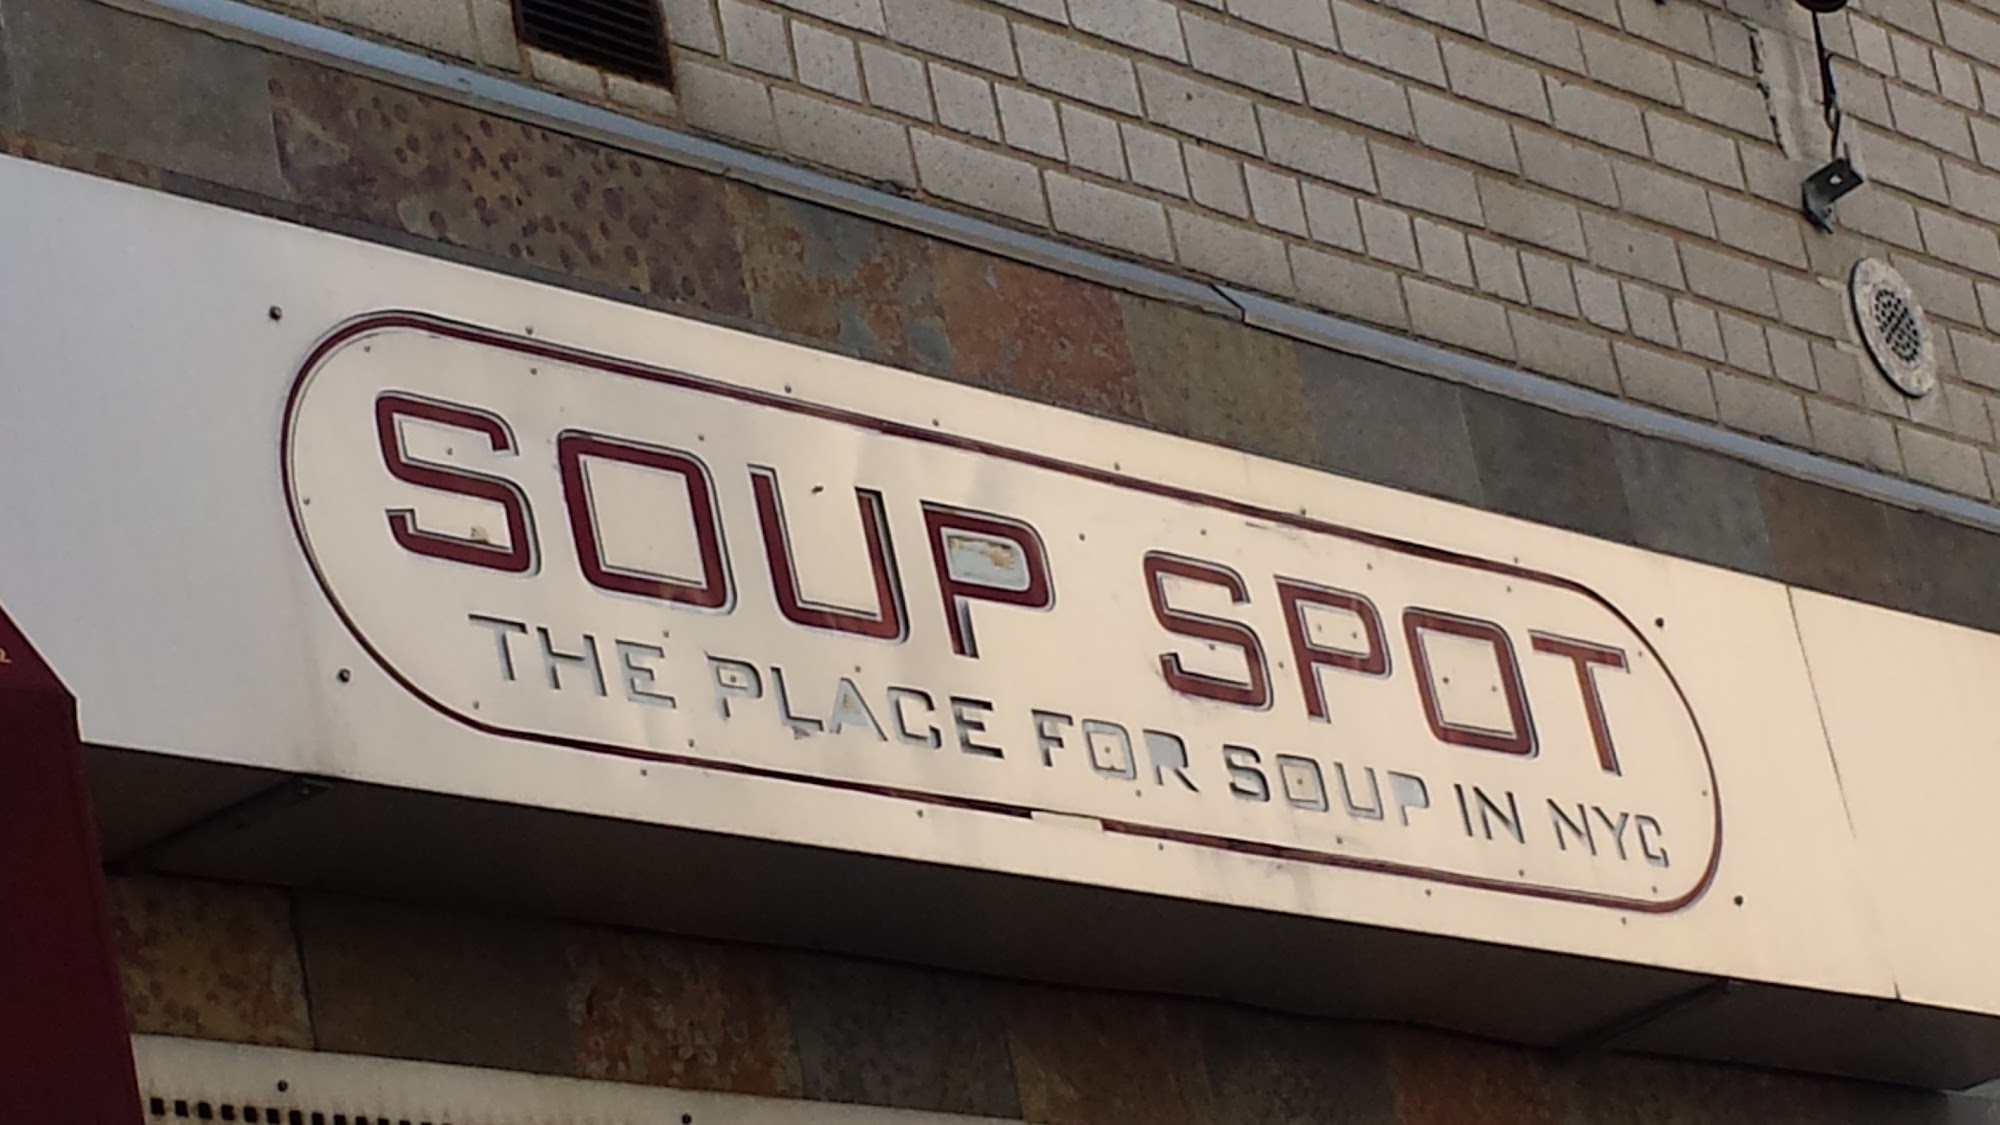 SOUP SPOT
THE PLACE FOR SOUP IN NYC